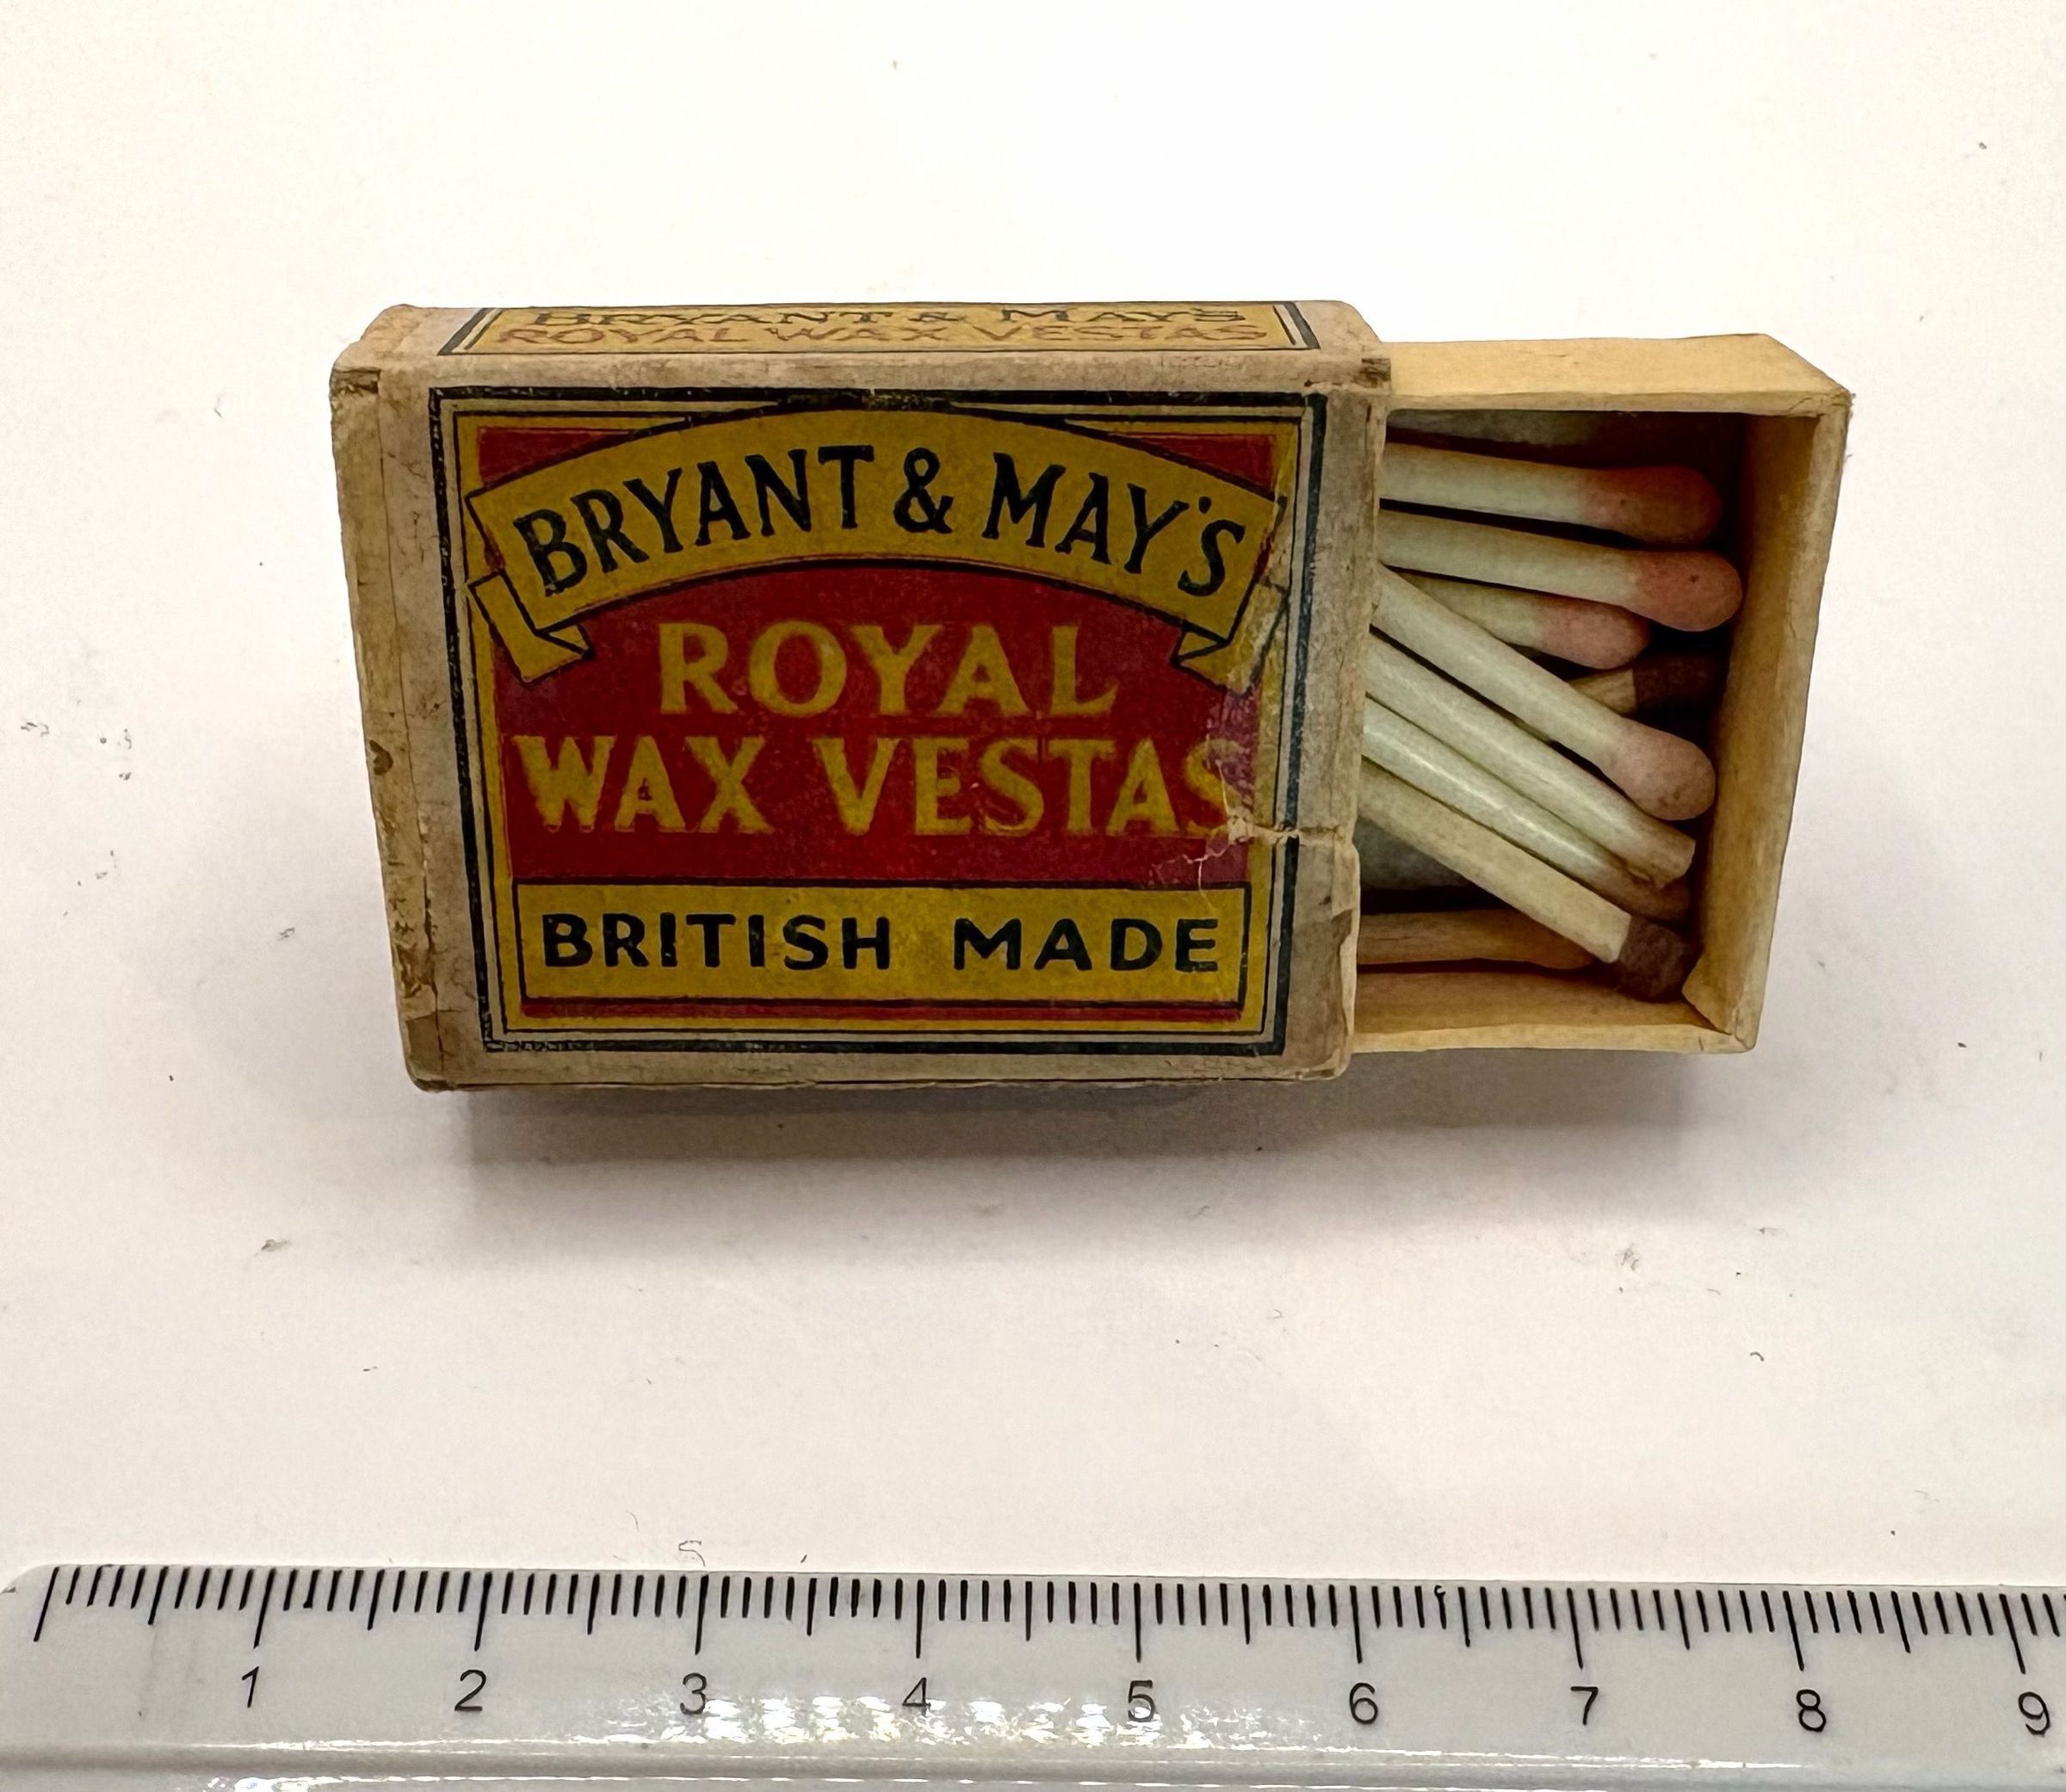 BRYANT & MAY'S
ROYAL WAX VESTAS
BRYANT & MAY'S
ROYAL
WAX VESTAS
BRITISH MADE
1 2 3 4 5 6 7 8 9